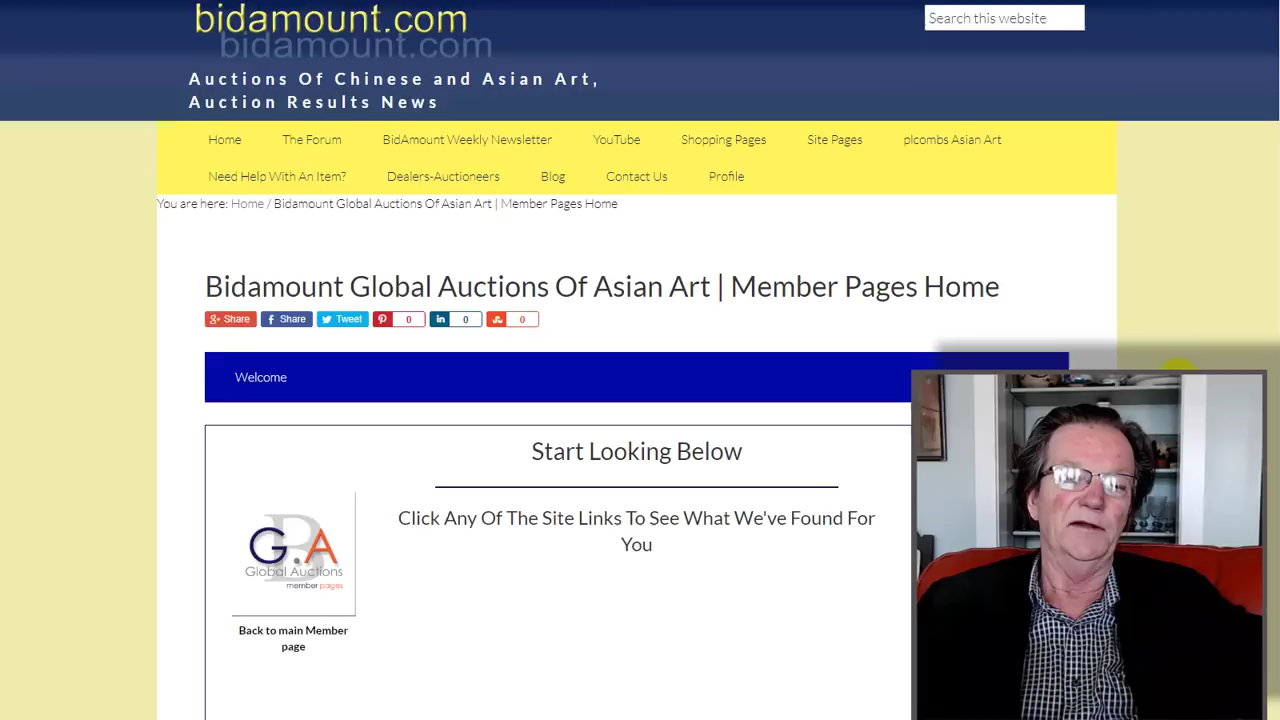 bidamount.com
bidamount.com
Search this website
Auctions Of Chinese and Asian Art,
Auction Results News
Home The Forum BidAmount Weekly Newsletter YouTube Shopping Pages Site Pages plcombs Asian Art
Need Help With An Item? Dealers-Auctioneers Blog Contact Us Profile
You are here: Home / Bidamount Global Auctions Of Asian Art | Member Pages Home
Bidamount Global Auctions Of Asian Art | Member Pages Home
Share Share Tweet 0 0 0
Welcome
Start Looking Below
Click Any Of The Site Links To See What We've Found For
You
B
G.A
Global Auctions
member pages
Back to main Member
page